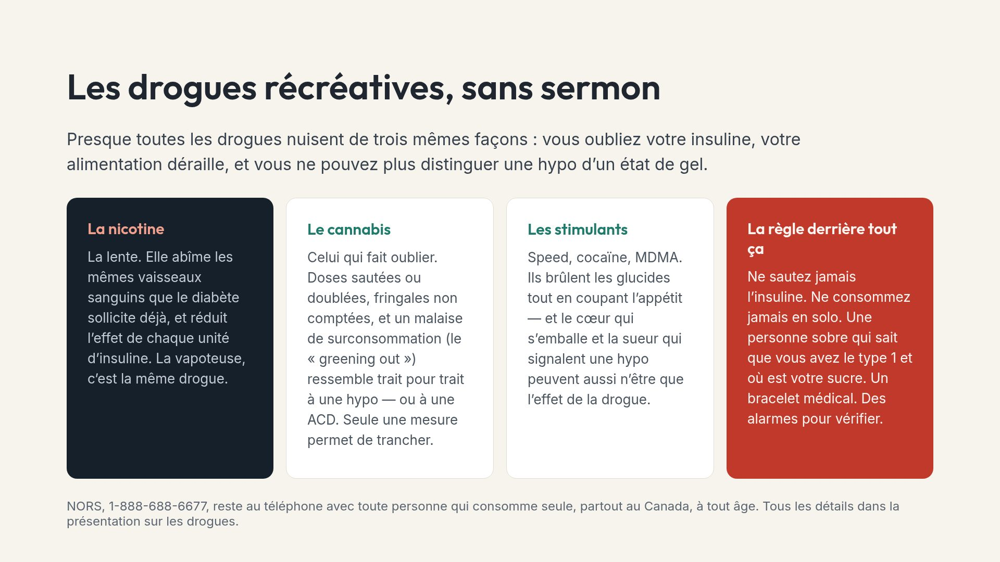 Les drogues récréatives, sans sermon
Presque toutes les drogues nuisent de trois mêmes façons : vous oubliez votre insuline, votre
alimentation déraille, et vous ne pouvez plus distinguer une hypo d’un état de gel.
La nicotine
La lente. Elle abîme les
mêmes vaisseaux
sanguins que le diabète
sollicite déjà, et réduit
l’effet de chaque unité
d’insuline. La vapoteuse,
c’est la même drogue.
Le cannabis
Celui qui fait oublier.
Doses sautées ou
doublées, fringales non
comptées, et un malaise
de surconsommation (le
« greening out »)
ressemble trait pour trait
à une hypo — ou à une
ACD. Seule une mesure
permet de trancher.
Les stimulants
Speed, cocaïne, MDMA.
Ils brûlent les glucides
tout en coupant l’appétit
— et le cœur qui
s’emballe et la sueur qui
signalent une hypo
peuvent aussi n’être que
l’effet de la drogue.
La règle derrière tout
ça
Ne sautez jamais
l’insuline. Ne consommez
jamais en solo. Une
personne sobre qui sait
que vous avez le type 1 et
où est votre sucre. Un
bracelet médical. Des
alarmes pour vérifier.
NORS, 1-888-688-6677, reste au téléphone avec toute personne qui consomme seule, partout au Canada, à tout âge. Tous les détails dans la
présentation sur les drogues.